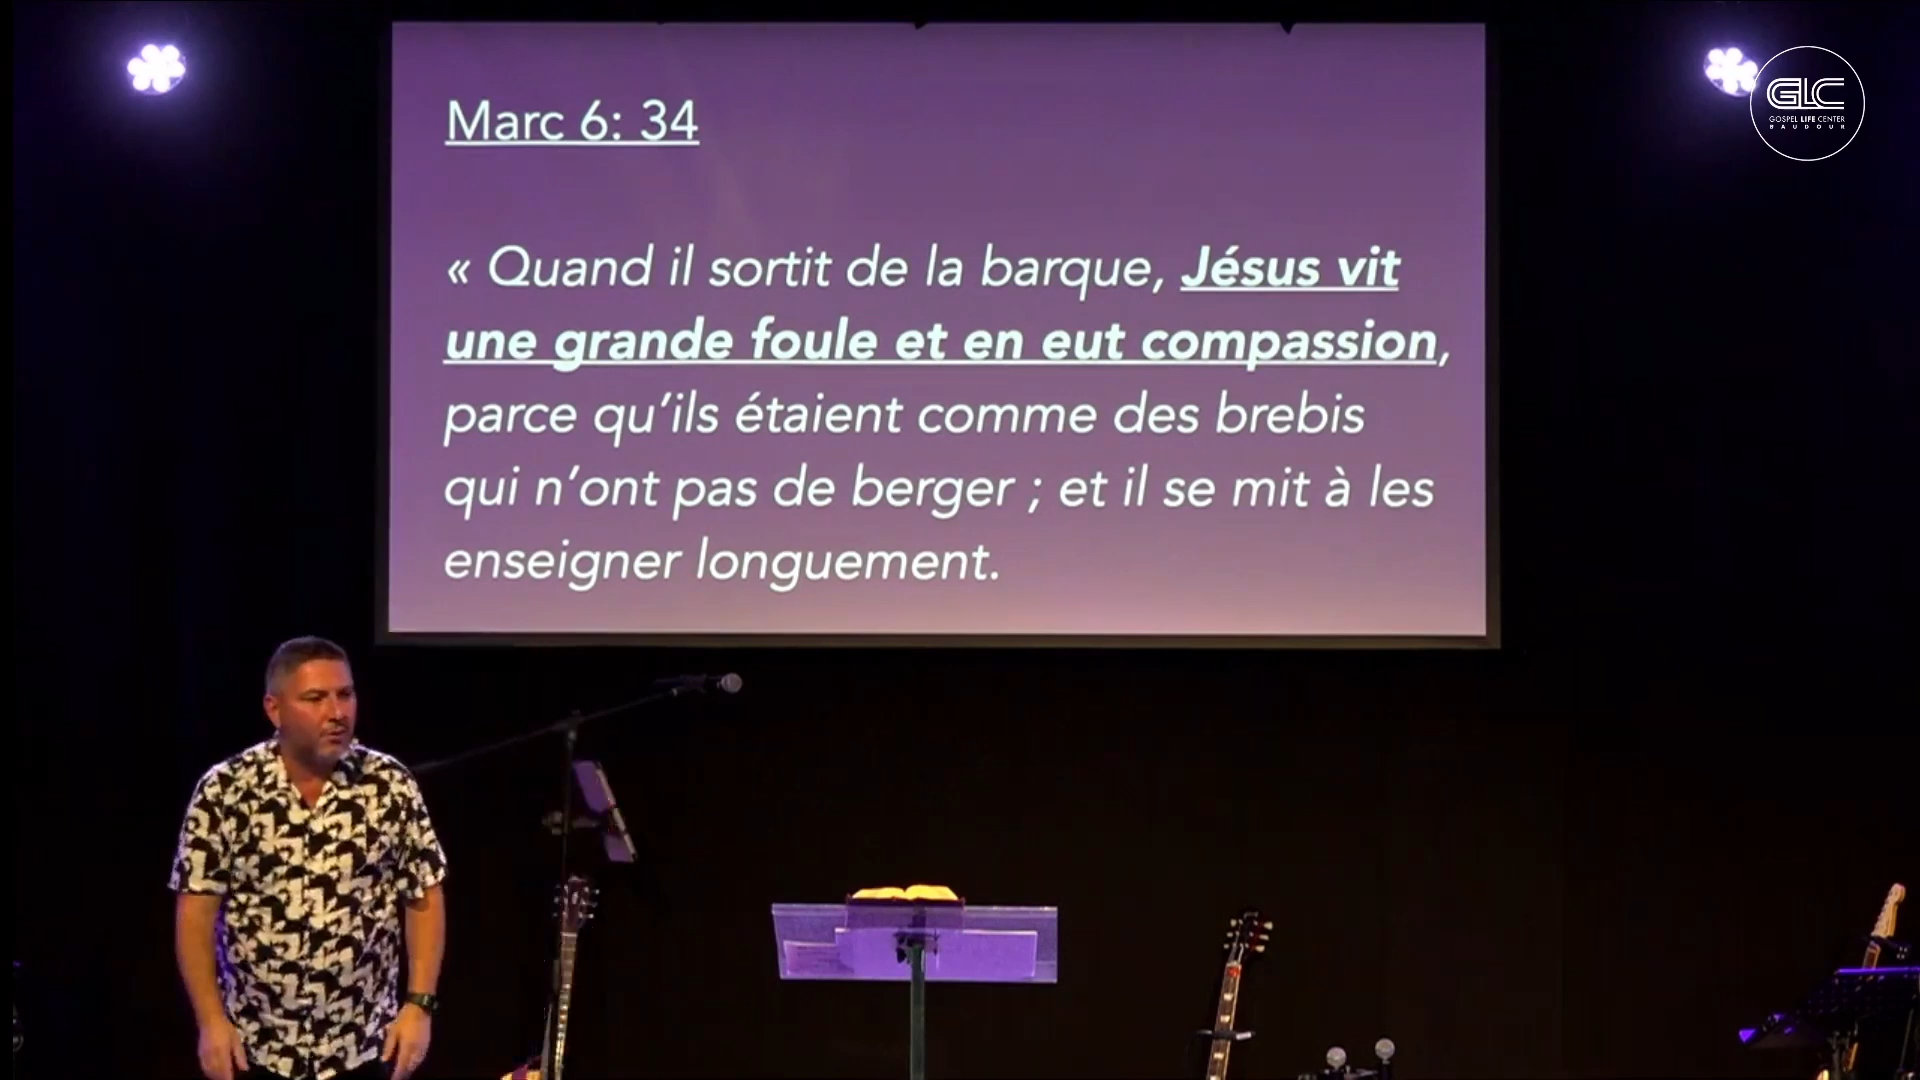 Marc 6: 34
« Quand il sortit de la barque, Jésus vit
une grande foule et en eut compassion,
parce qu’ils étaient comme des brebis
qui n’ont pas de berger ; et il se mit à les
enseigner longuement.
GLC
GOSPEL LIFE CENTER
BAUDOUR